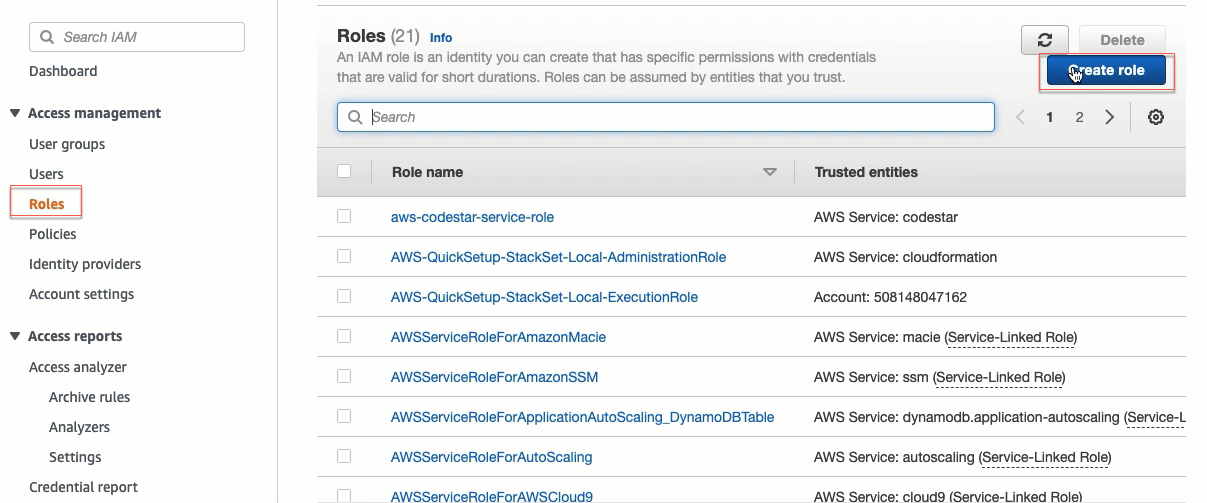 Search IAM
Dashboard
Access management
User groups
Users
Roles
Policies
Identity providers
Account settings
Access reports
Access analyzer
Archive rules
Analyzers
Settings
Credential report
Roles (21) Info
An IAM role is an identity you can create that has specific permissions with credentials
that are valid for short durations. Roles can be assumed by entities that you trust.
Delete
Create role
Search
1 2
Role name Trusted entities
aws-codestar-service-role AWS Service: codestar
AWS-QuickSetup-StackSet-Local-AdministrationRole AWS Service: cloudformation
AWS-QuickSetup-StackSet-Local-ExecutionRole Account: 508148047162
AWSServiceRoleForAmazonMacie AWS Service: macie (Service-Linked Role)
AWSServiceRoleForAmazonSSM AWS Service: ssm (Service-Linked Role)
AWSServiceRoleForApplicationAutoScaling_DynamoDBTable AWS Service: dynamodb.application-autoscaling (Service-L
AWSServiceRoleForAutoScaling AWS Service: autoscaling (Service-Linked Role)
AWSServiceRoleForAWSCloud9 AWS Service: cloud9 (Service-Linked Role)